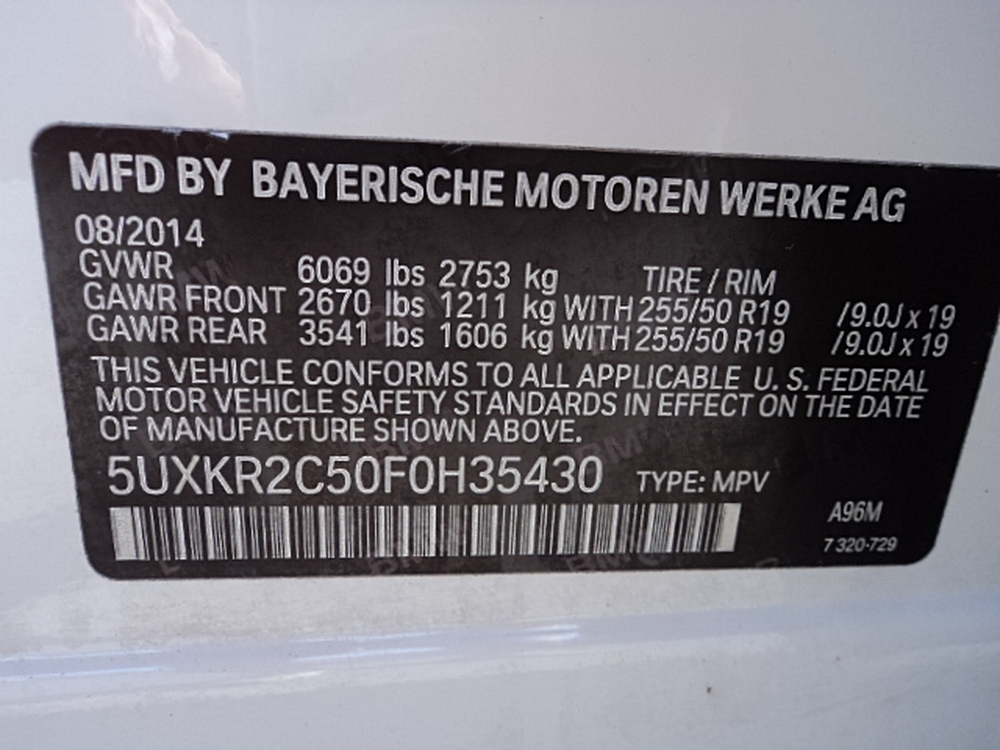 MFD BY BAYERISCHE MOTOREN WERKE AG
08/2014
GVWR 6069 lbs 2753 kg TIRE / RIM
GAWR FRONT 2670 lbs 1211 kg WITH 255/50 R19 /9.0J x 19
GAWR REAR 3541 lbs 1606 kg WITH 255/50 R19 /9.0J x 19
THIS VEHICLE CONFORMS TO ALL APPLICABLE U. S. FEDERAL
MOTOR VEHICLE SAFETY STANDARDS IN EFFECT ON THE DATE
OF MANUFACTURE SHOWN ABOVE.
5UXKR2C50F0H35430 TYPE: MPV
A96M
7 320-729